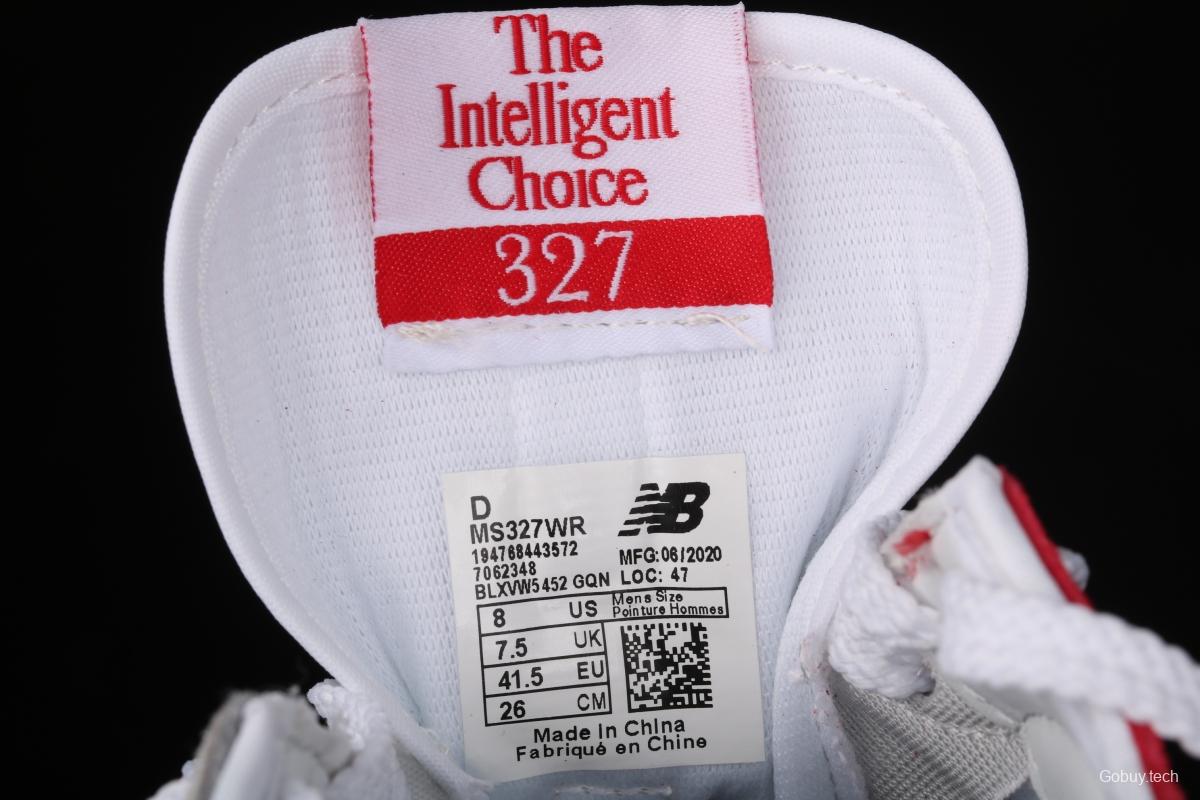 The
Intelligent
Choice
327
D
NB
MS327WR
194768443572
MFG:06/2020
7062348
LOC: 47
BLXVW5452 GQN
8 US
Mens Size
Pointure Hommes
7.5 UK
41.5 EU
26 CM
Made In China
Fabriqué en Chine
Gobuy.tech